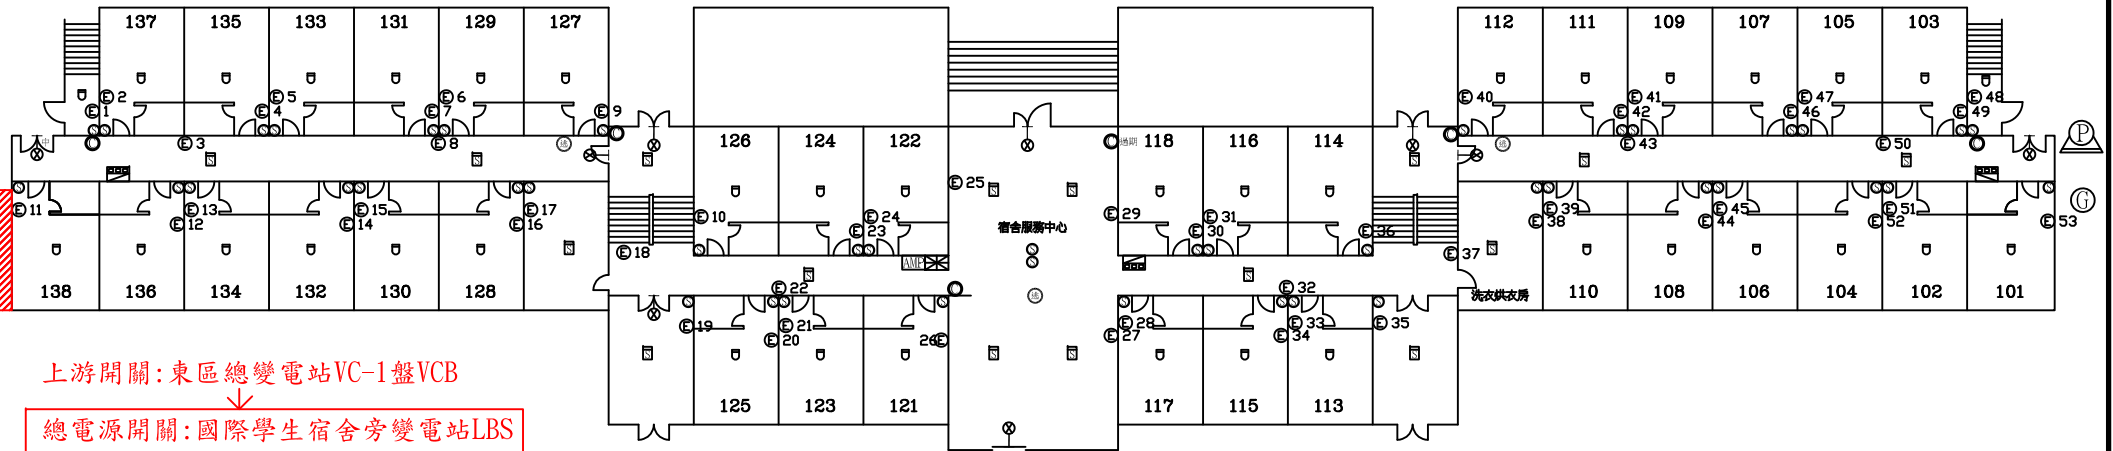 137 135 133 131 129 127 112 111 109 107 105 103
E 2 E 5 E 6 E 40 E 41 E 47 E 48
E 1 E 4 E 7 E 9 E 42 E 46 E 49
中 E 3 E 8 逃 126 124 122 過期 118 116 114 逃 E 43 E 50 P
E 25
E 11 E 13 E 15 E 17 E 10 E 24 E 29 E 31 E 39 E 45 E 51 G
E 12 E 14 E 16 E 23 宿舍服務中心 E 30 E 36 E 38 E 44 E 52 E 53
E 18 AMP E 37
138 136 134 132 130 128 E 22 逃 E 32 洗衣烘衣房 110 108 106 104 102 101
E 19 E 21 E 28 E 33 E 35
E 20 26 E E 27 E 34
上游開關:東區總變電站VC-1盤VCB
125 123 121 117 115 113
總電源開關:國際學生宿舍旁變電站LBS